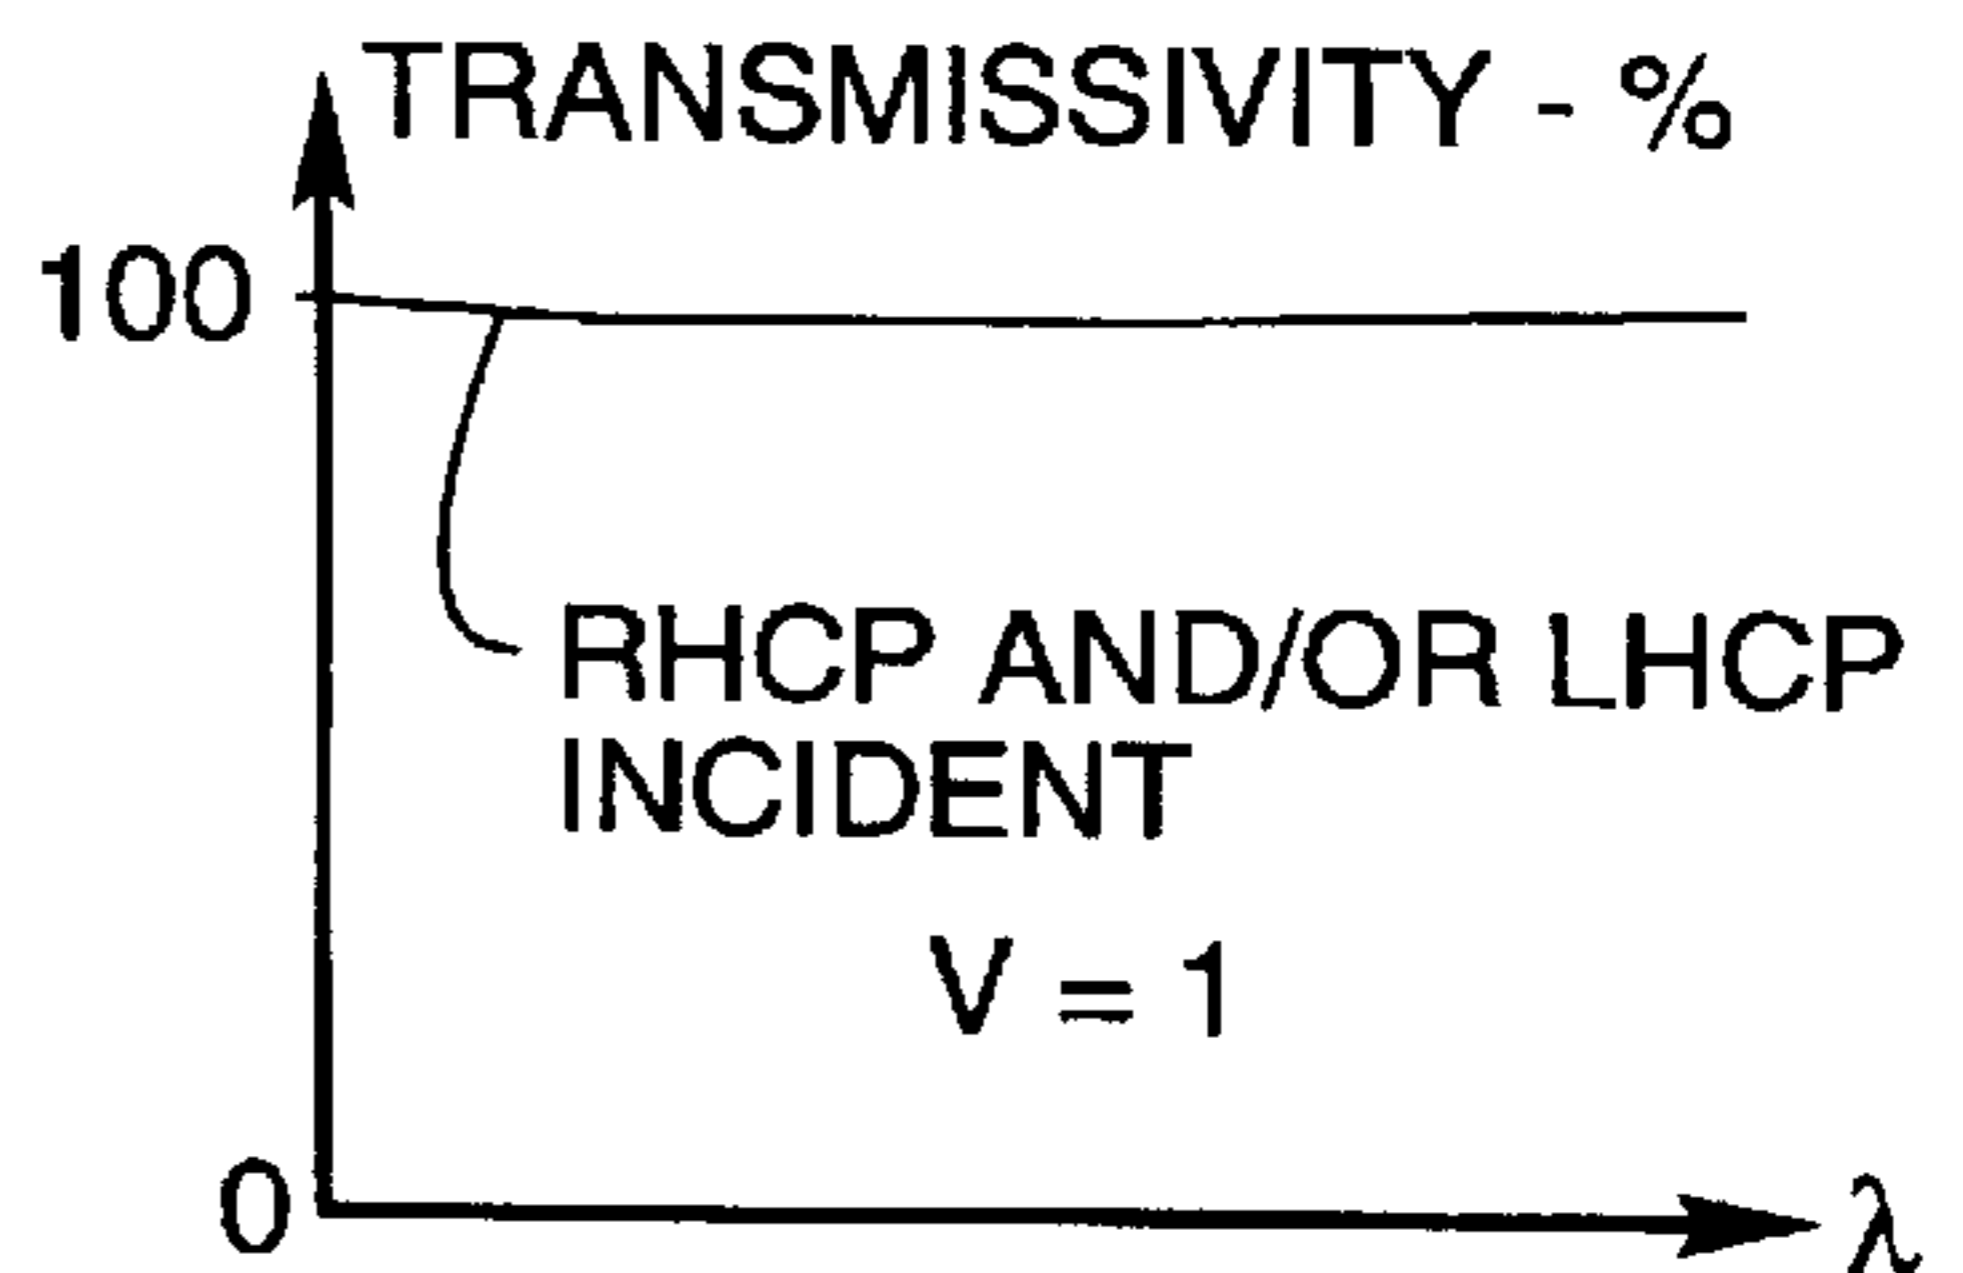 TRANSMISSIVITY - %
100
RHCP AND/OR LHCP
INCIDENT
V = 1
0
λ